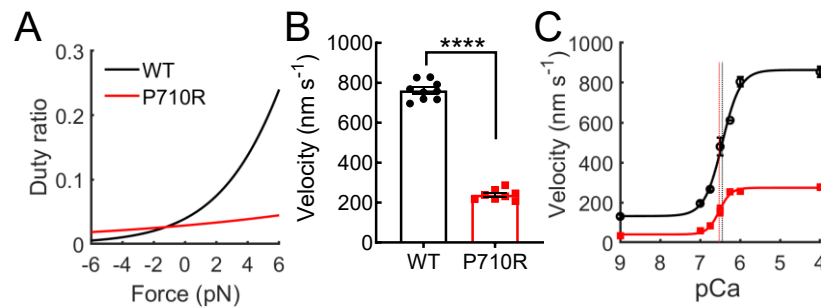 A
0.3
0.2
0.1
0
Duty ratio
WT
P710R
-6 -4 -2 0 2 4 6
Force (pN)
B
1000
800
600
400
200
0
Velocity (nm s⁻¹)
****
WT P710R
C
1000
800
600
400
200
0
Velocity (nm s⁻¹)
9 8 7 6 5 4
pCa